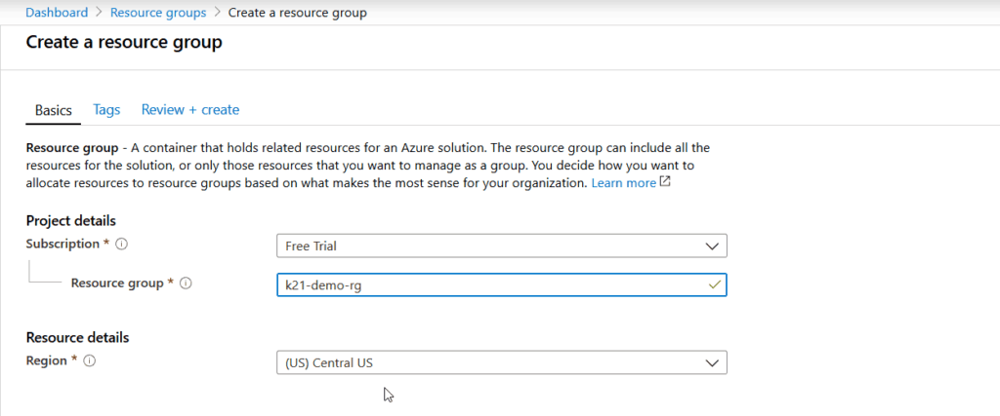 Dashboard > Resource groups > Create a resource group
Create a resource group
Basics Tags Review + create
Resource group - A container that holds related resources for an Azure solution. The resource group can include all the
resources for the solution, or only those resources that you want to manage as a group. You decide how you want to
allocate resources to resource groups based on what makes the most sense for your organization. Learn more
Project details
Subscription *
Free Trial
Resource group *
k21-demo-rg
Resource details
Region *
(US) Central US